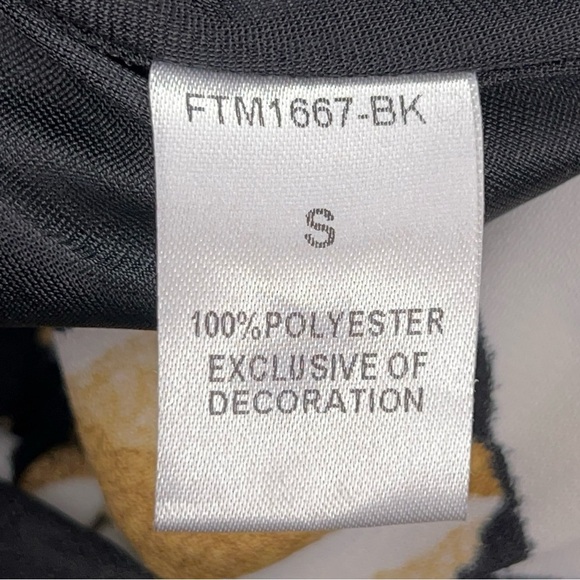 FTM1667-BK
S
100%POLYESTER
EXCLUSIVE OF
DECORATION